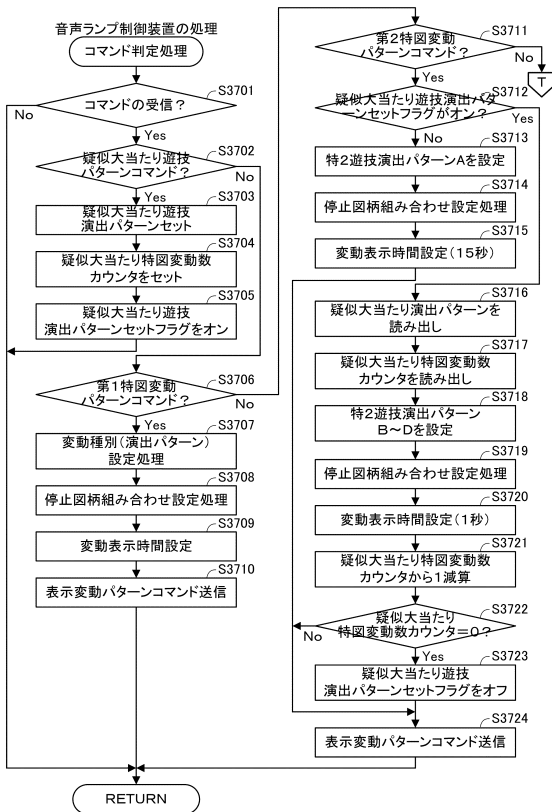 音声ランプ制御装置の処理
コマンド判定処理
S3701
コマンドの受信?
No
Yes
S3702
疑似大当たり遊技
パターンコマンド?
No
Yes
S3703
疑似大当たり遊技
演出パターンセット
S3704
疑似大当たり特図変動数
カウンタをセット
S3705
疑似大当たり遊技
演出パターンセットフラグをオン
S3706
第1特図変動
パターンコマンド?
No
Yes
S3707
変動種別(演出パターン)
設定処理
S3708
停止図柄組み合わせ設定処理
S3709
変動表示時間設定
S3710
表示変動パターンコマンド送信
RETURN
S3711
第2特図変動
パターンコマンド?
No
T
Yes
S3712
疑似大当たり遊技演出パタ
ーンセットフラグがオン?
Yes
No
S3713
特2遊技演出パターンAを設定
S3714
停止図柄組み合わせ設定処理
S3715
変動表示時間設定(15秒)
S3716
疑似大当たり演出パターンを
読み出し
S3717
疑似大当たり特図変動数
カウンタを読み出し
S3718
特2遊技演出パターン
B~Dを設定
S3719
停止図柄組み合わせ設定処理
S3720
変動表示時間設定(1秒)
S3721
疑似大当たり特図変動数
カウンタから1減算
S3722
疑似大当たり
特図変動数カウンタ=0?
No
Yes
S3723
疑似大当たり遊技
演出パターンセットフラグをオフ
S3724
表示変動パターンコマンド送信